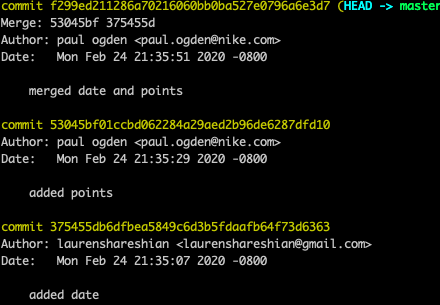 commit f299ed211286a70216060bb0ba527e0796a6e3d7 (HEAD -> master
Merge: 53045bf 375455d
Author: paul ogden <paul.ogden@nike.com>
Date:   Mon Feb 24 21:35:51 2020 -0800
merged date and points
commit 53045bf01ccbd062284a29aed2b96de6287dfd10
Author: paul ogden <paul.ogden@nike.com>
Date:   Mon Feb 24 21:35:29 2020 -0800
added points
commit 375455db6dfbea5849c6d3b5fdaafb64f73d6363
Author: laurenshareshian <laurenshareshian@gmail.com>
Date:   Mon Feb 24 21:35:07 2020 -0800
added date